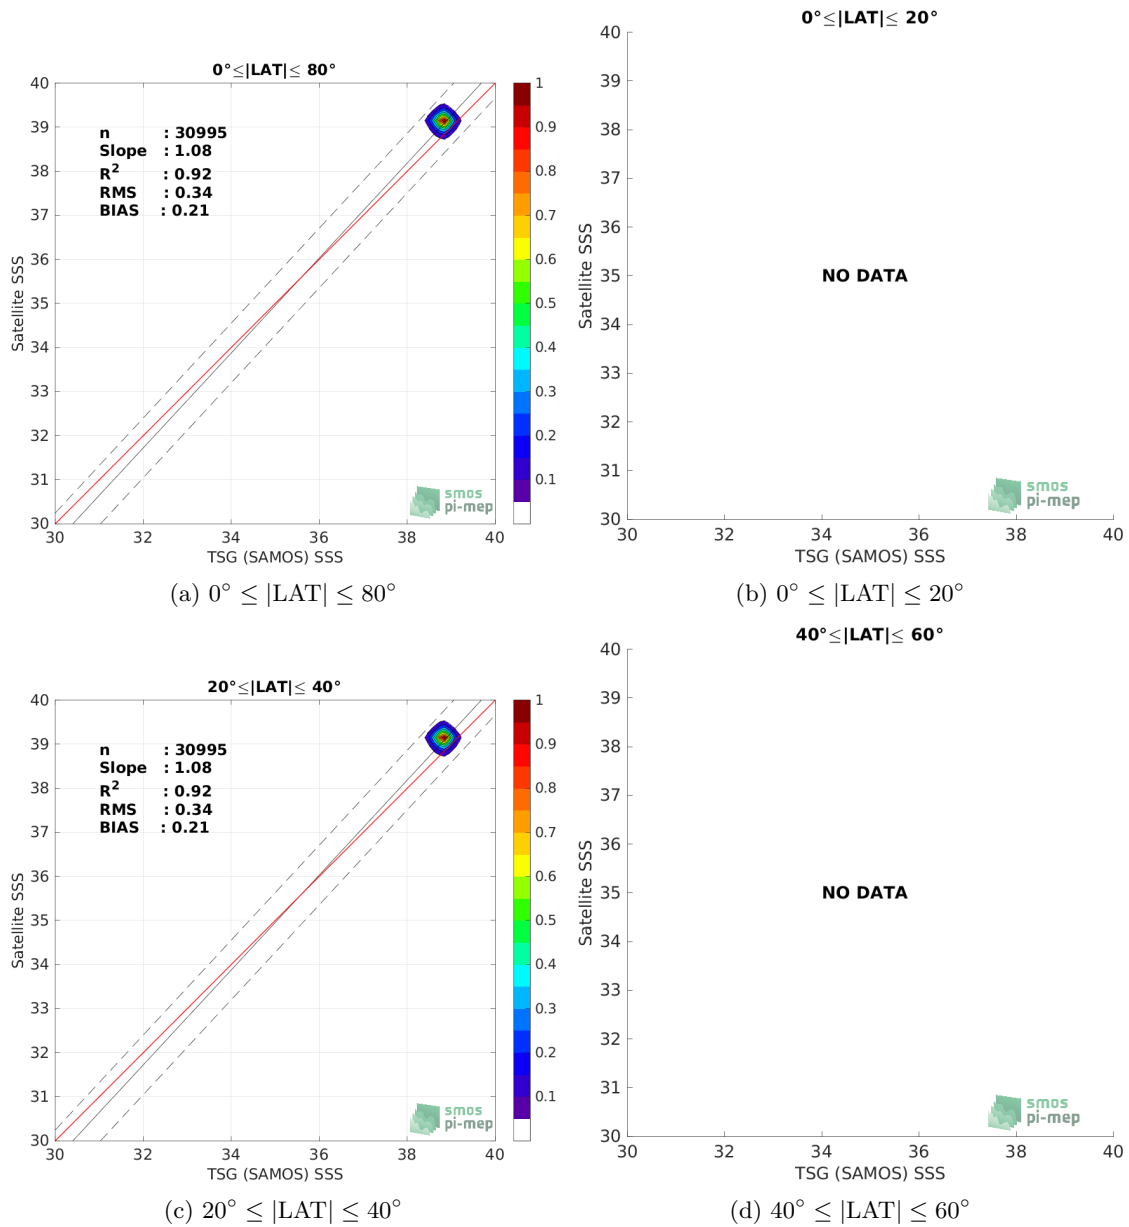 0°≤|LAT|≤ 80°
40
39
38
37
36
35
34
33
32
31
30
Satellite SSS
n : 30995
Slope : 1.08
R2 : 0.92
RMS : 0.34
BIAS : 0.21
1
0.9
0.8
0.7
0.6
0.5
0.4
0.3
0.2
0.1
smos
pi-mep
30 32 34 36 38 40
TSG (SAMOS) SSS
(a) 0° ≤ |LAT| ≤ 80°
0°≤|LAT|≤ 20°
40
39
38
37
36
35
34
33
32
31
30
Satellite SSS
NO DATA
smos
pi-mep
30 32 34 36 38 40
TSG (SAMOS) SSS
(b) 0° ≤ |LAT| ≤ 20°
20°≤|LAT|≤ 40°
40
39
38
37
36
35
34
33
32
31
30
Satellite SSS
n : 30995
Slope : 1.08
R2 : 0.92
RMS : 0.34
BIAS : 0.21
1
0.9
0.8
0.7
0.6
0.5
0.4
0.3
0.2
0.1
smos
pi-mep
30 32 34 36 38 40
TSG (SAMOS) SSS
(c) 20° ≤ |LAT| ≤ 40°
40°≤|LAT|≤ 60°
40
39
38
37
36
35
34
33
32
31
30
Satellite SSS
NO DATA
smos
pi-mep
30 32 34 36 38 40
TSG (SAMOS) SSS
(d) 40° ≤ |LAT| ≤ 60°